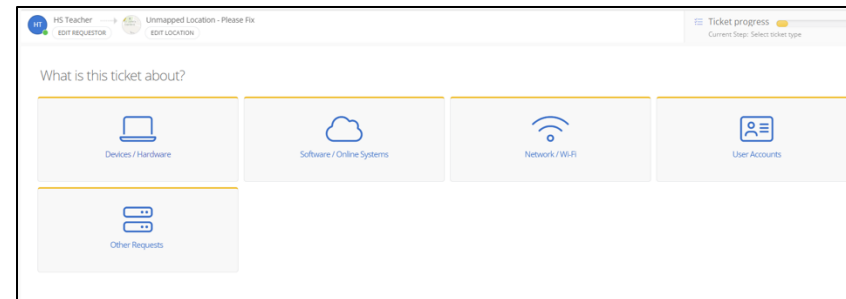 HT
HS Teacher
EDIT REQUESTOR
Unmapped Location - Please Fix
EDIT LOCATION
Ticket progress
Current Step: Select ticket type
What is this ticket about?
Devices / Hardware
Software / Online Systems
Network / Wi-Fi
User Accounts
Other Requests